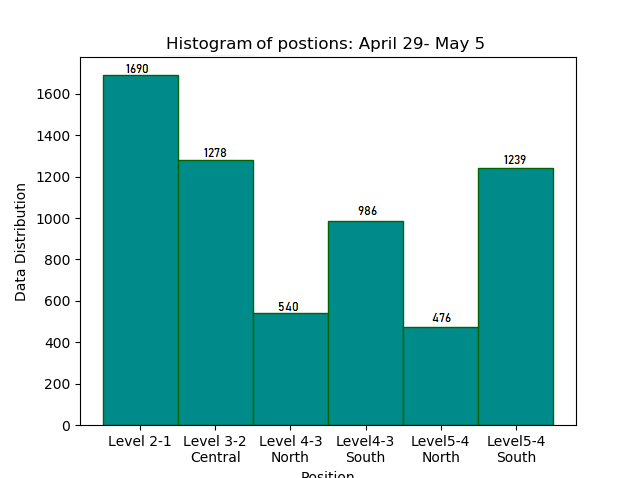 Histogram of postions: April 29- May 5
1690
1278
540
986
476
1239
1600
1400
1200
1000
800
600
400
200
0
Data Distribution
Level 2-1
Level 3-2
Central
Level 4-3
North
Level4-3
South
Level5-4
North
Level5-4
South
Position